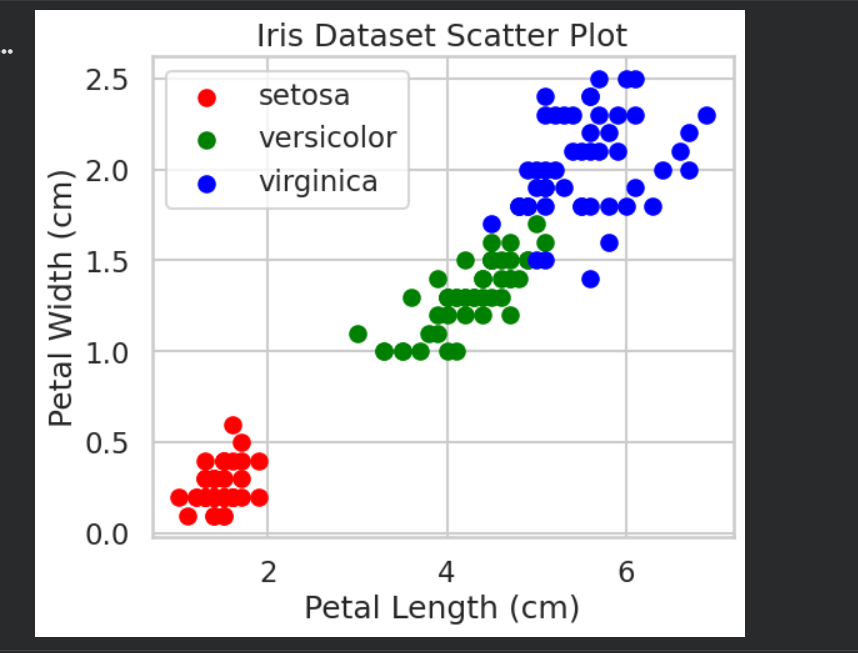 Iris Dataset Scatter Plot
setosa
versicolor
virginica
2.5
2.0
1.5
1.0
0.5
0.0
Petal Width (cm)
2 4 6
Petal Length (cm)